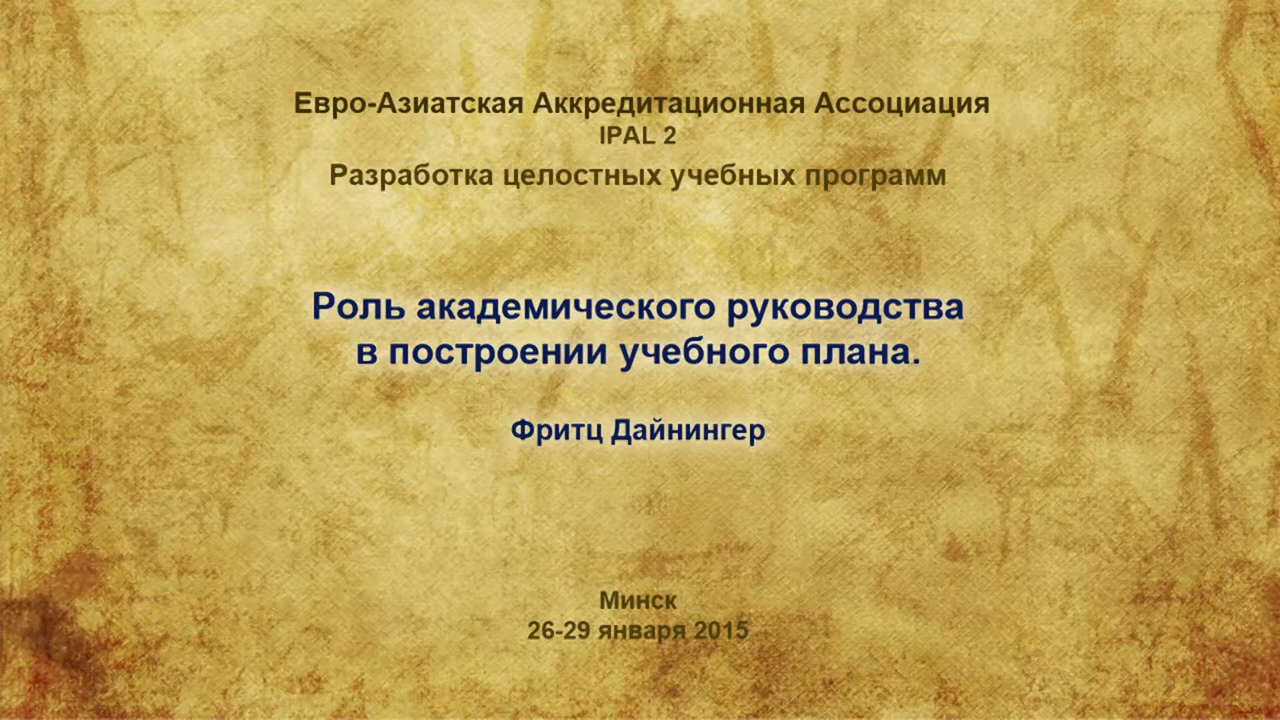 Евро-Азиатская Аккредитационная Ассоциация
IPAL 2
Разработка целостных учебных программ
Роль академического руководства
в построении учебного плана.
Фритц Дайнингер
Минск
26-29 января 2015